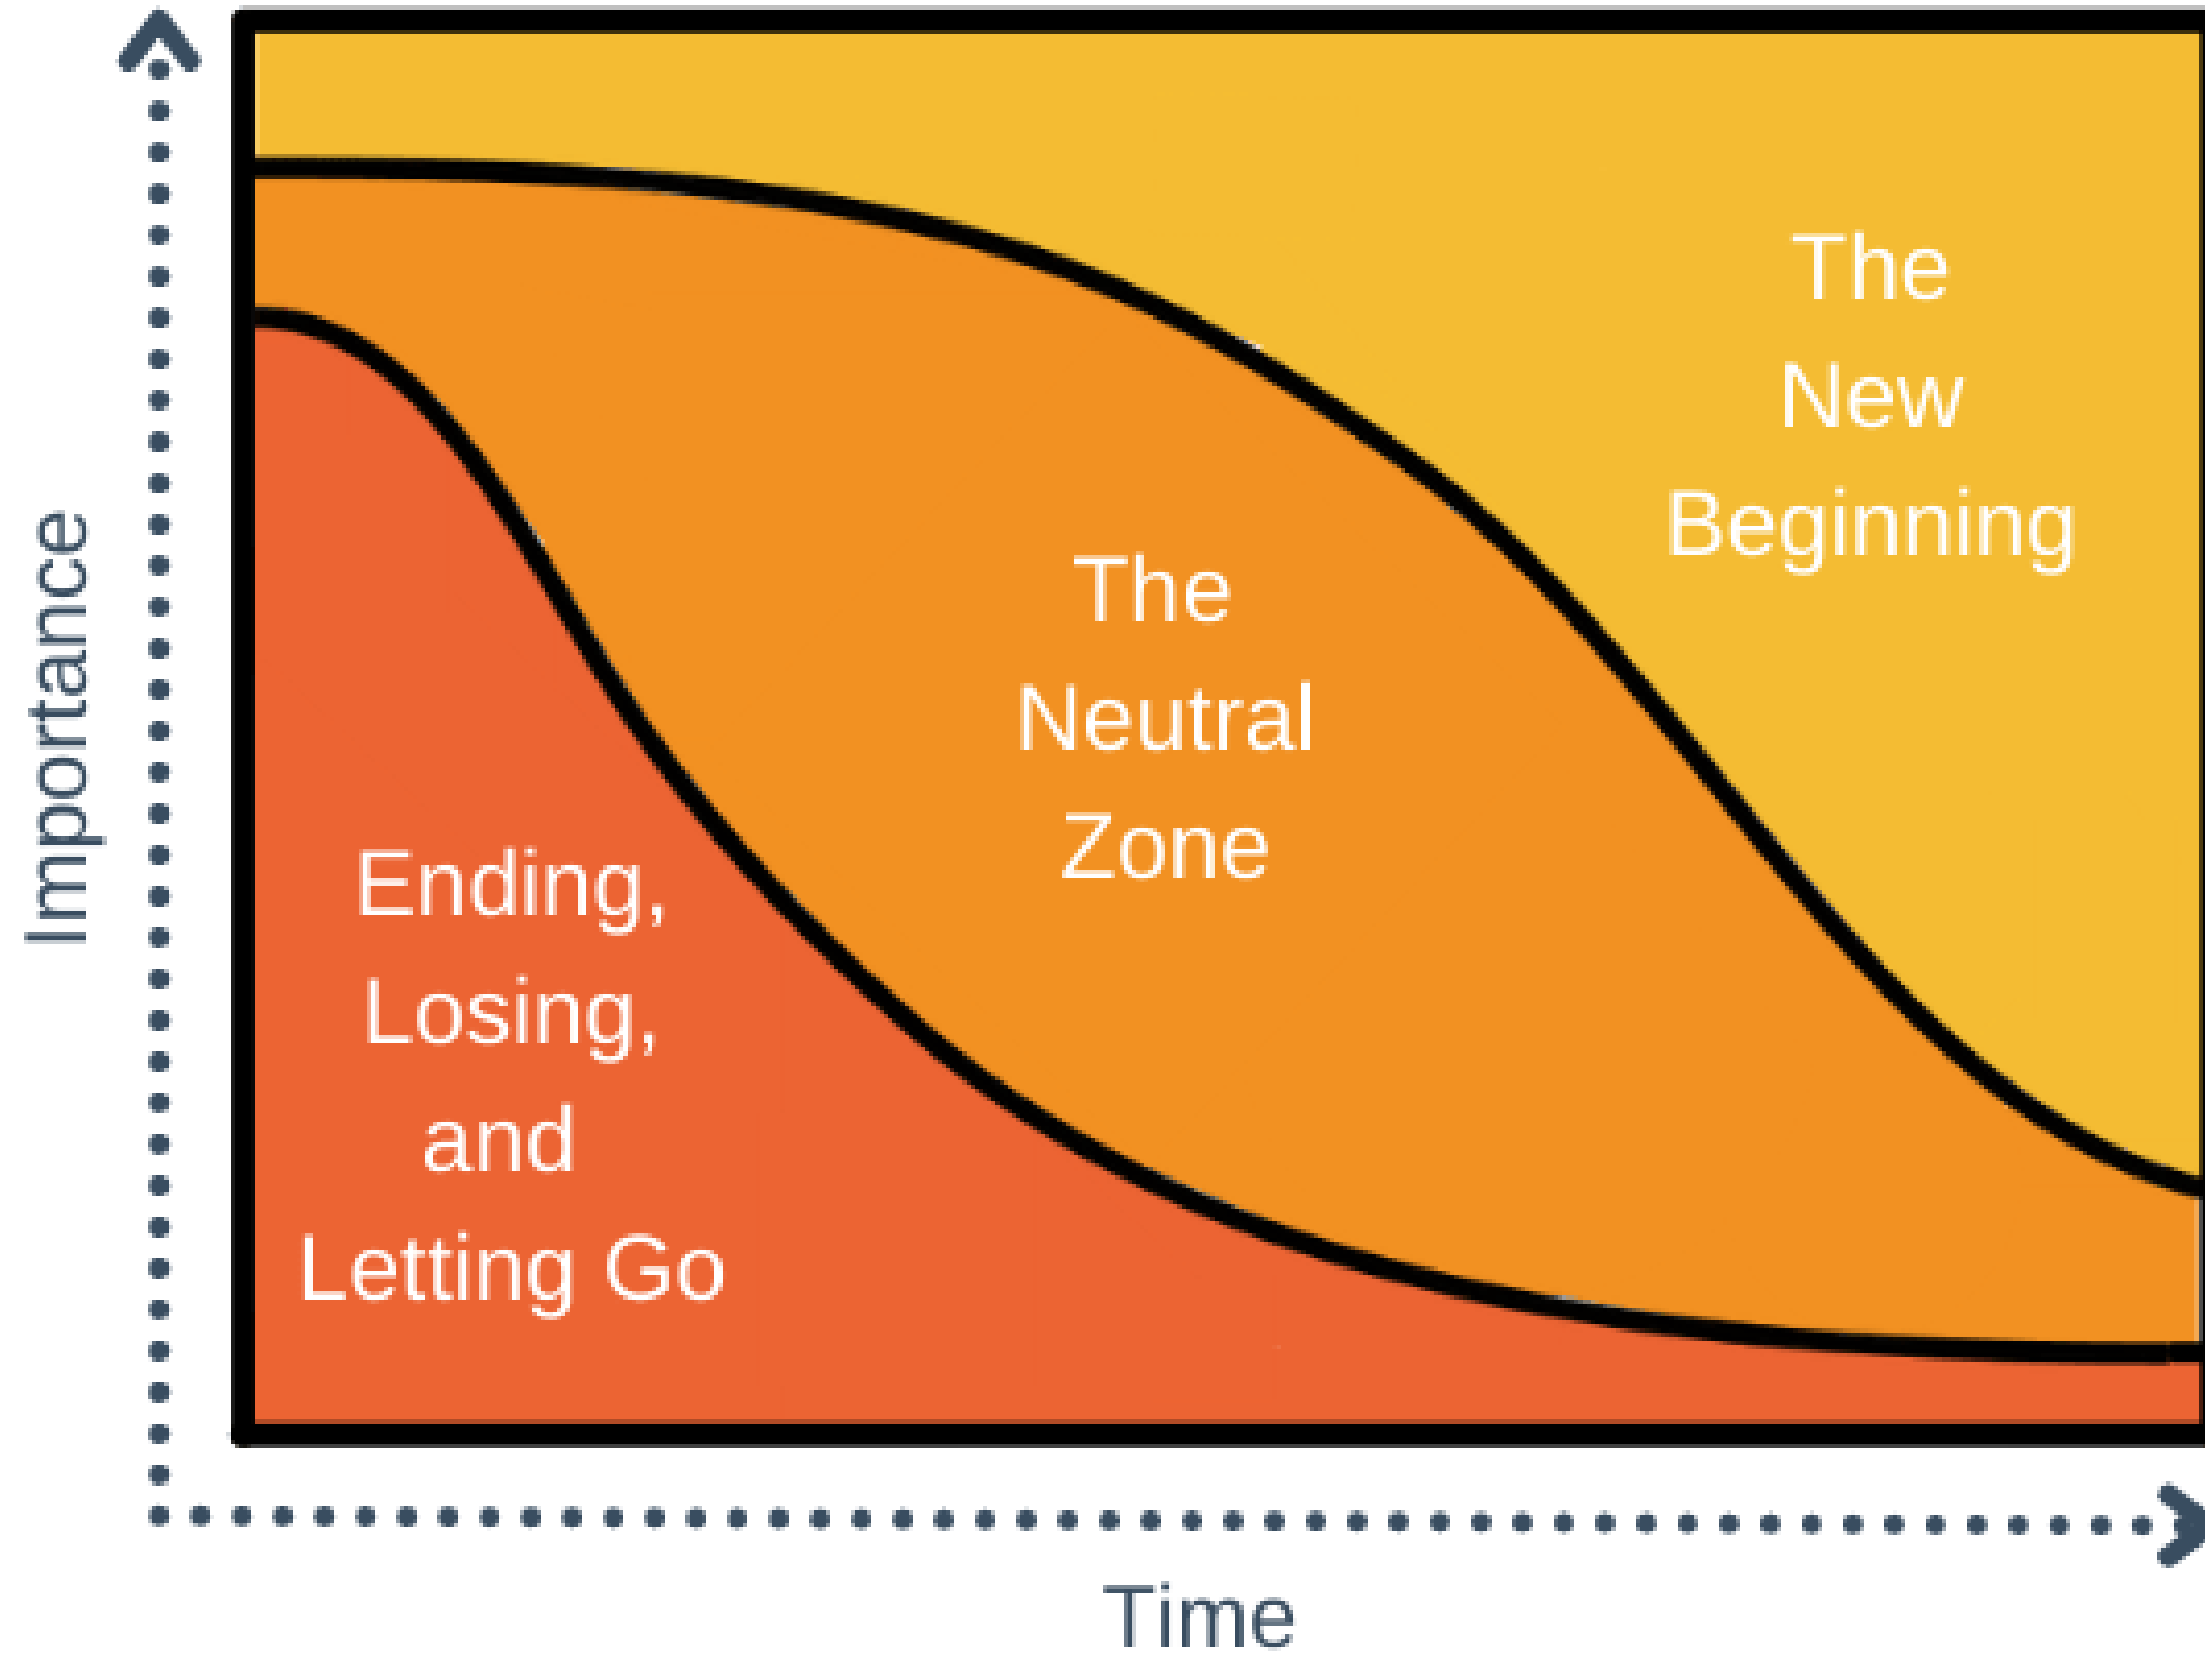 Importance
The
New
Beginning
The
Neutral
Zone
Ending,
Losing,
and
Letting Go
Time